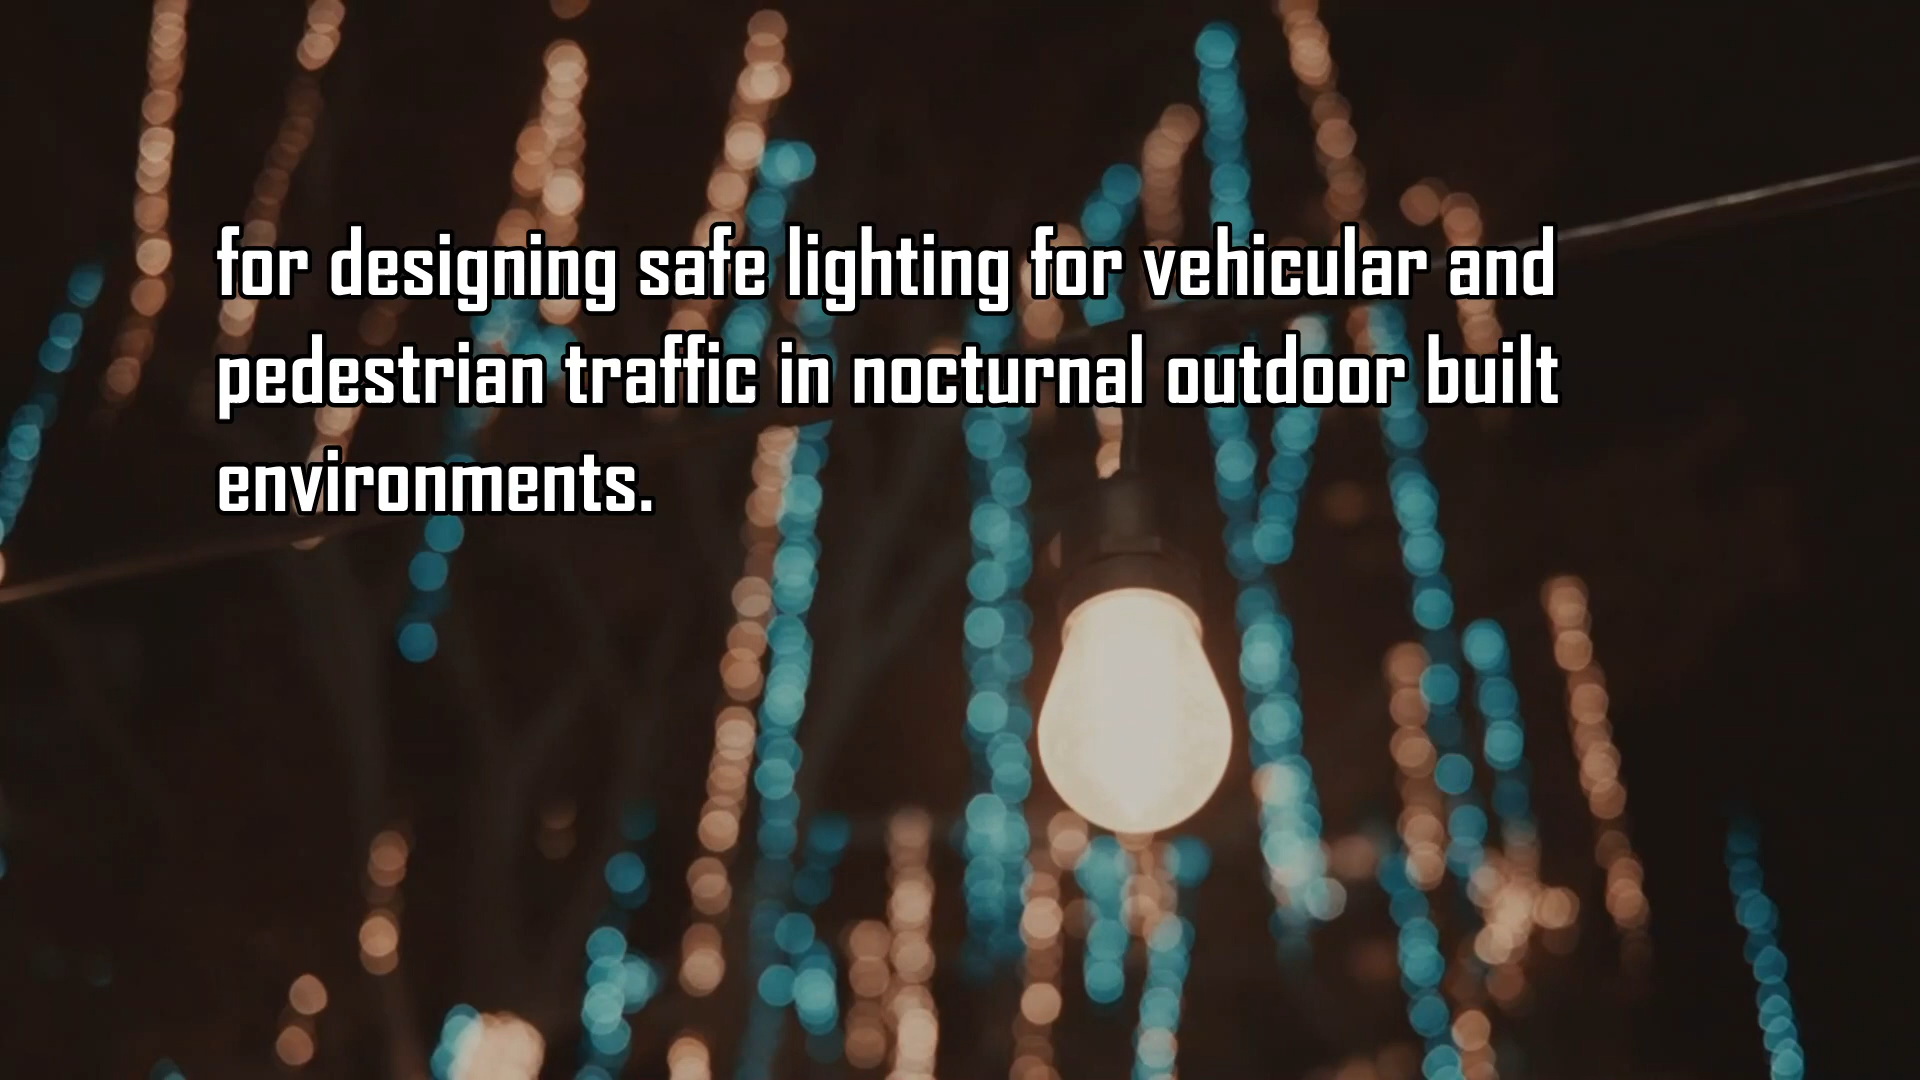 for designing safe lighting for vehicular and
pedestrian traffic in nocturnal outdoor built
environments.